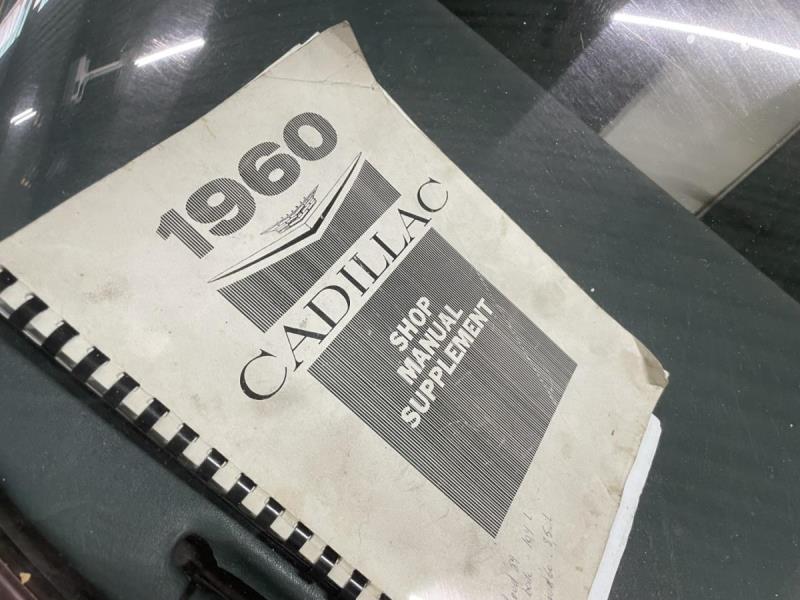 1960
CADILLAC
SHOP
MANUAL
SUPPLEMENT